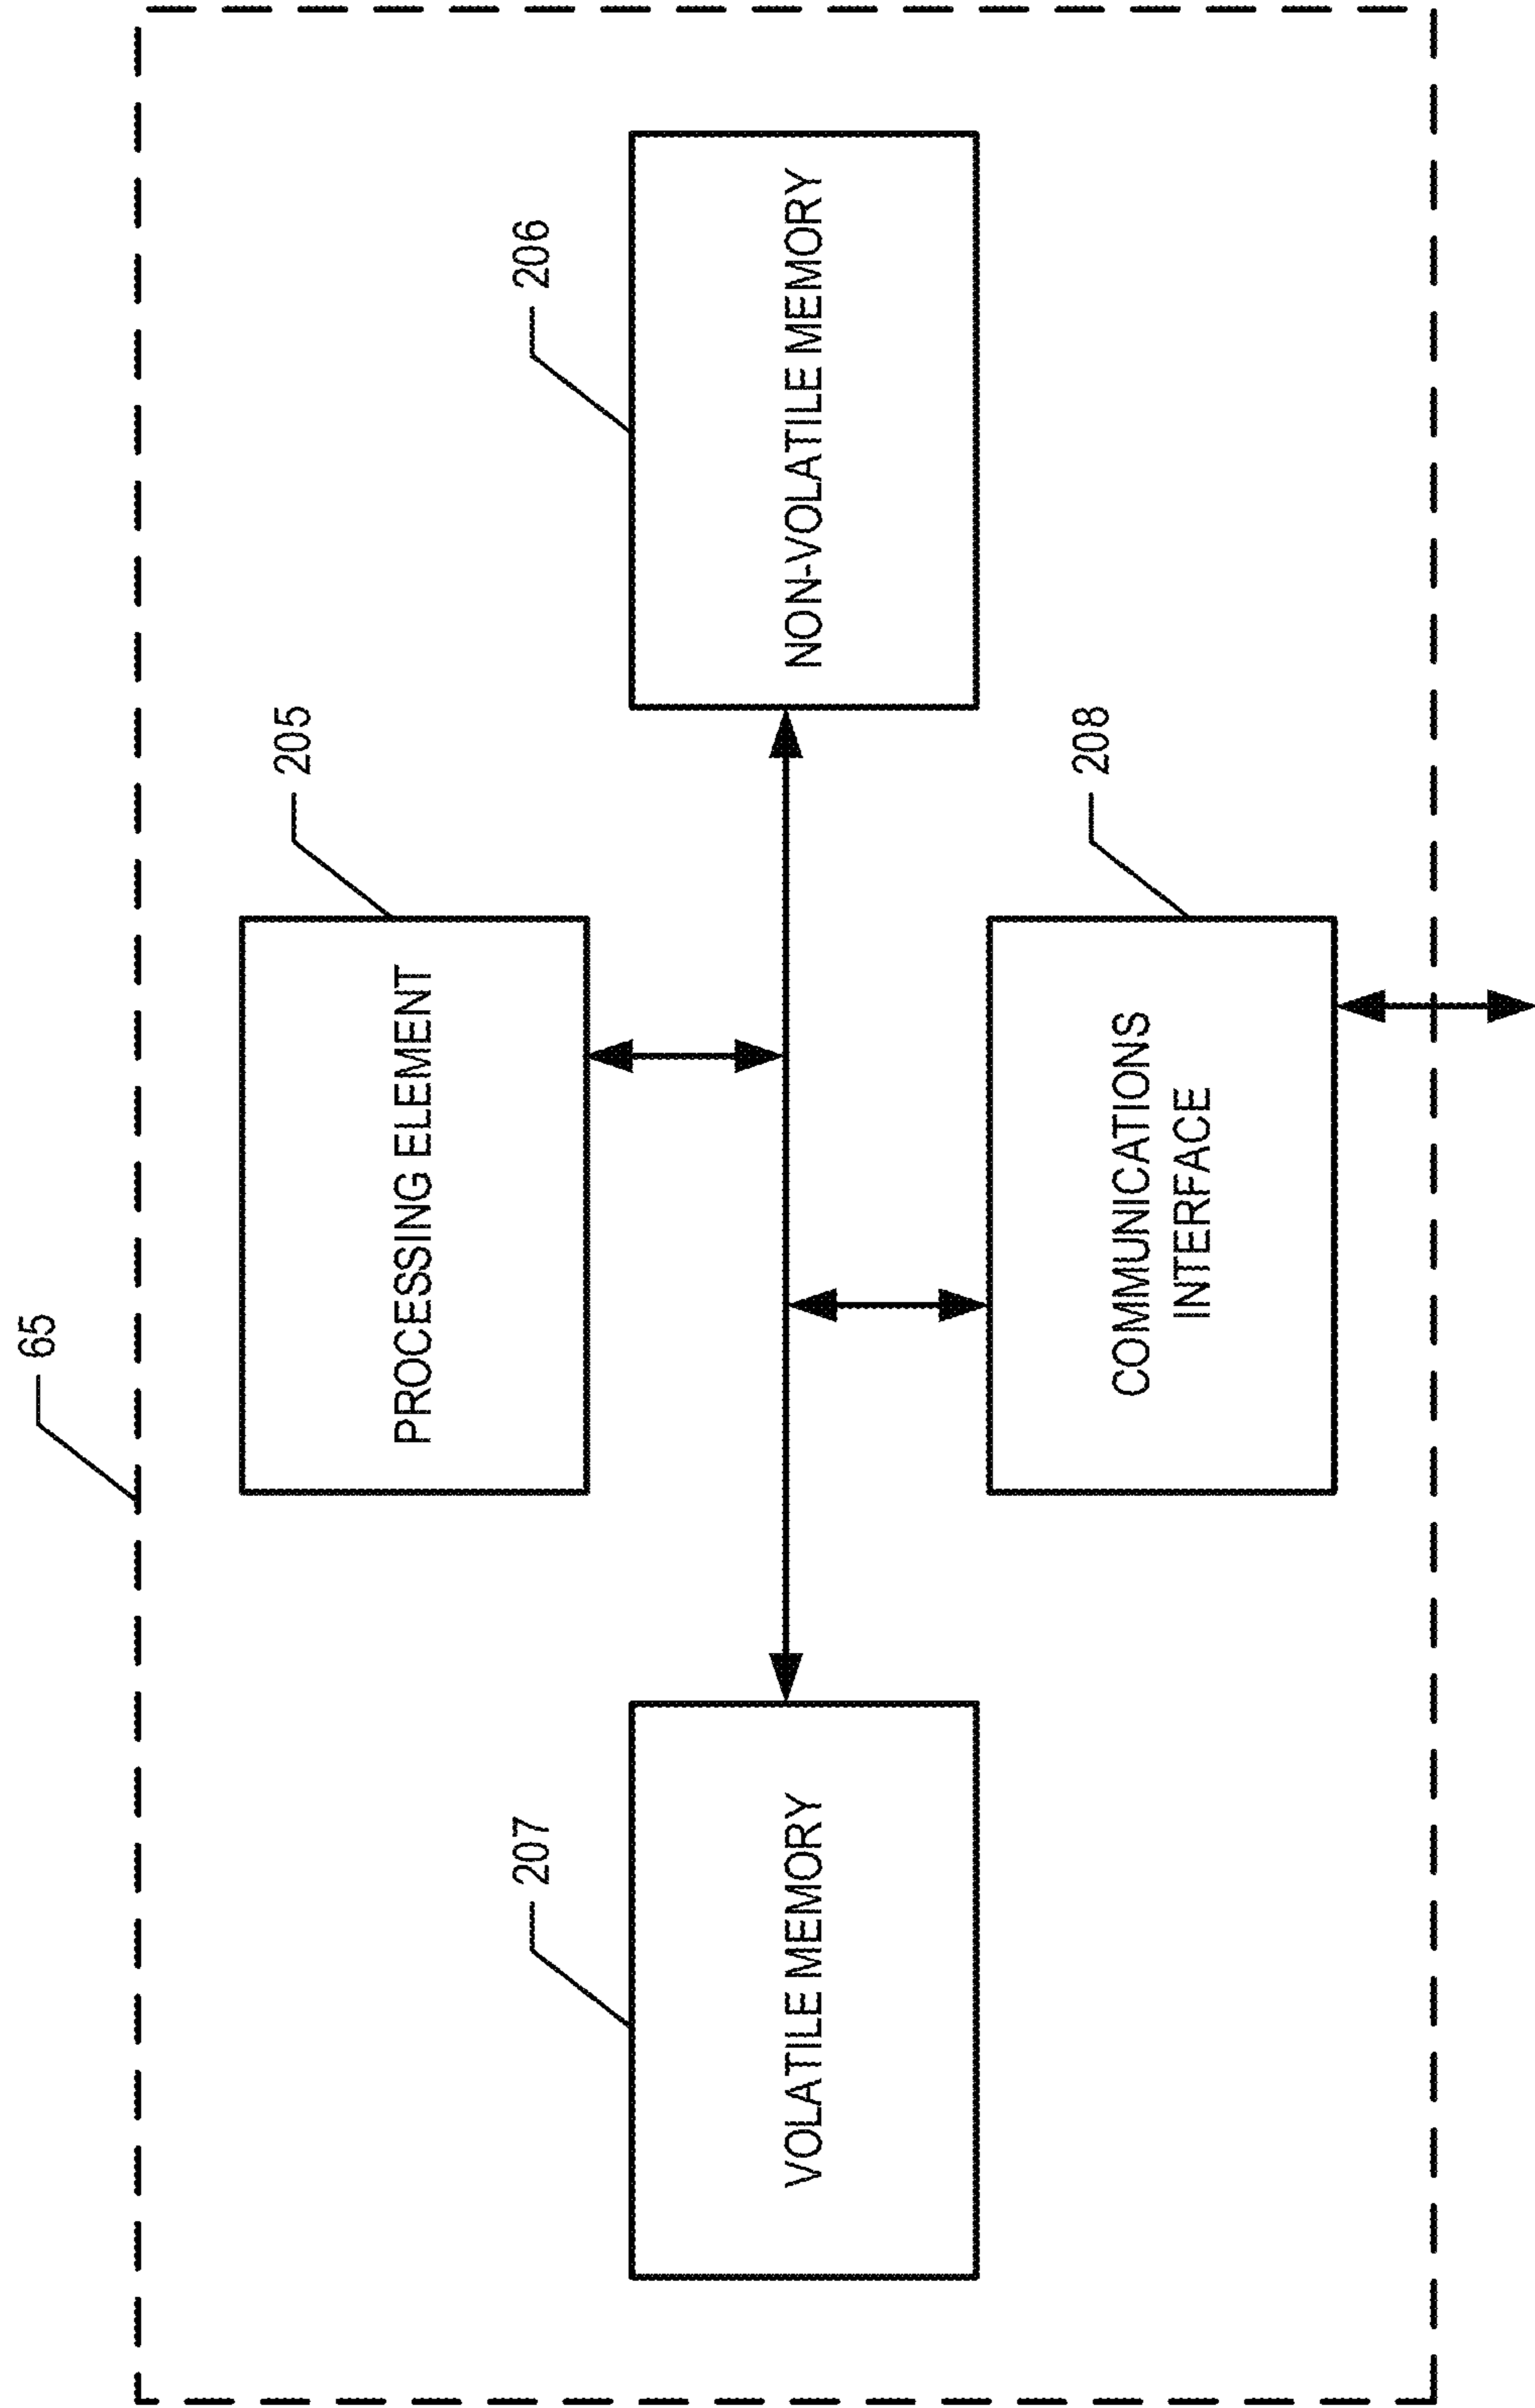 65
205
PROCESSING ELEMENT
207
VOLATILE MEMORY
206
NON-VOLATILE MEMORY
208
COMMUNICATIONS
INTERFACE